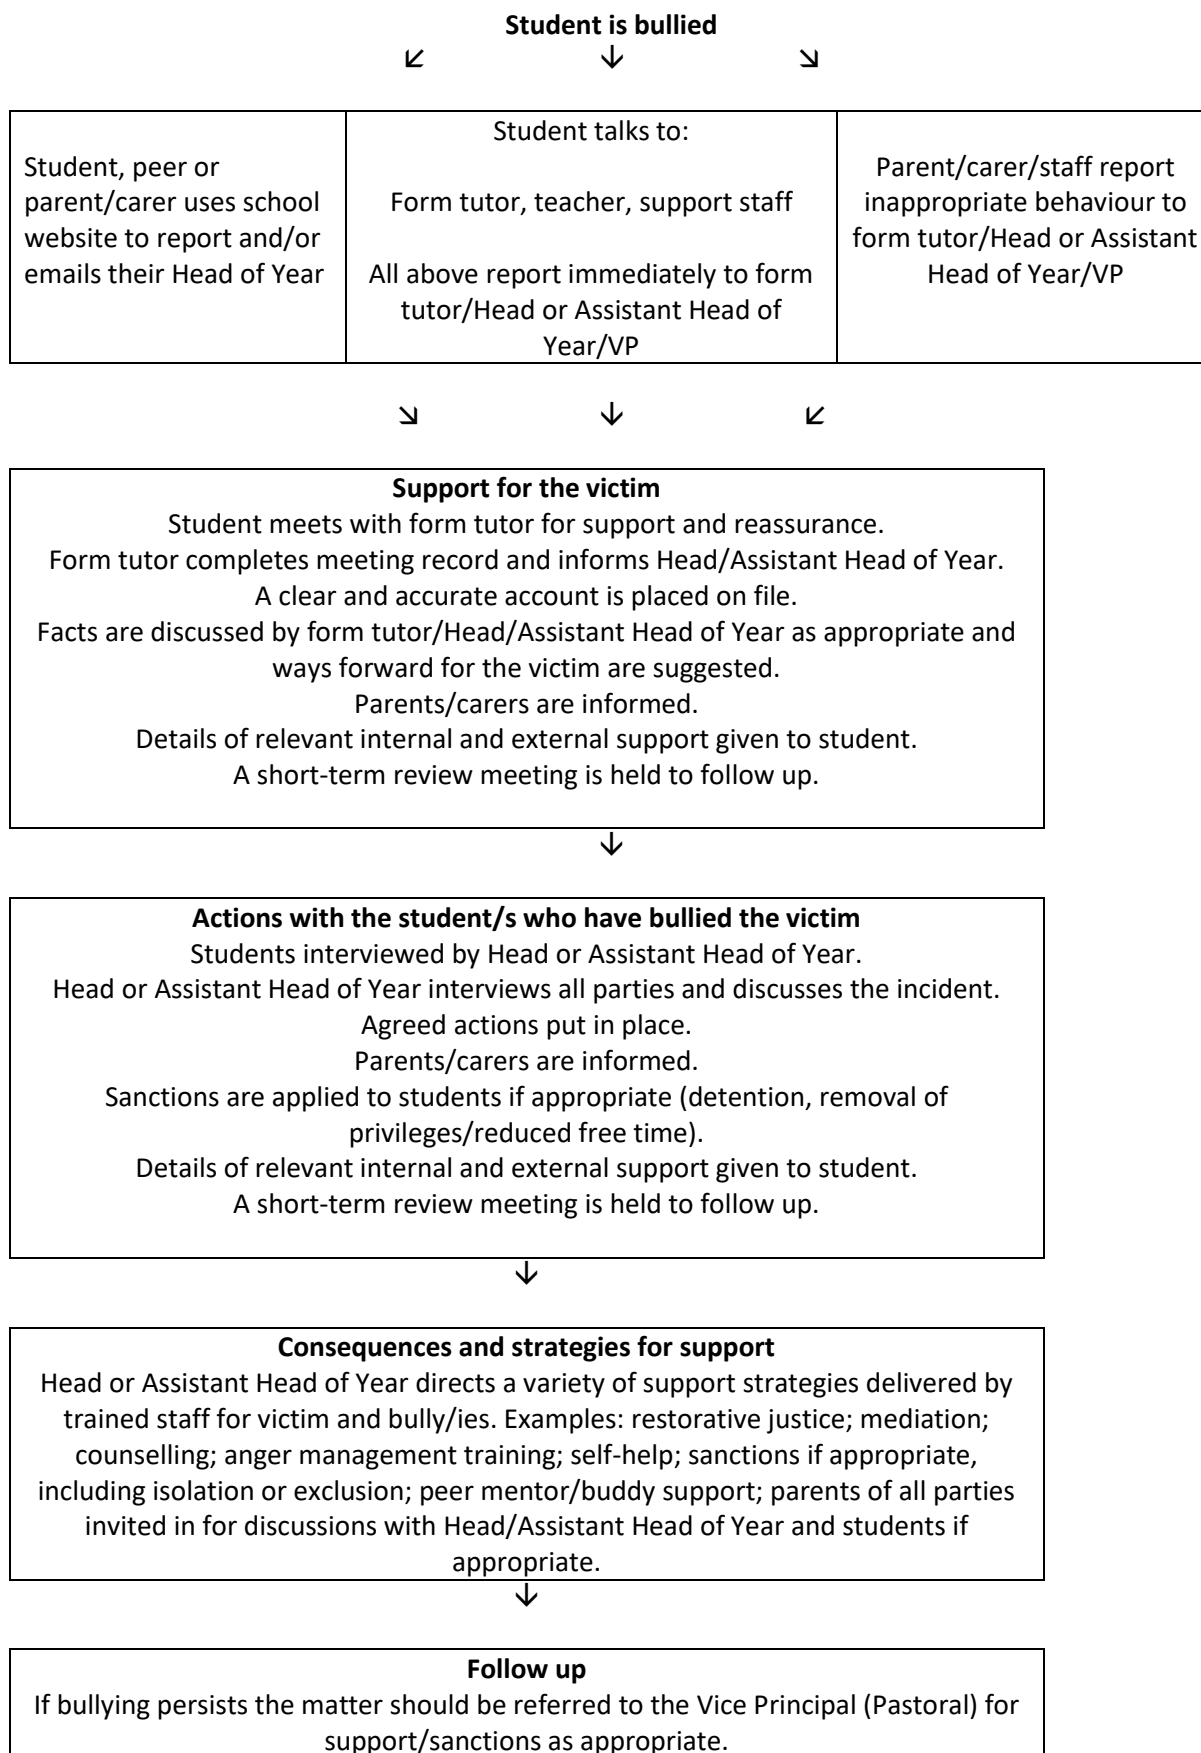 Student is bullied
↙ ↓ ↘
Student, peer or
parent/carer uses school
website to report and/or
emails their Head of Year
Student talks to:
Form tutor, teacher, support staff
All above report immediately to form
tutor/Head or Assistant Head of
Year/VP
Parent/carer/staff report
inappropriate behaviour to
form tutor/Head or Assistant
Head of Year/VP
↘ ↓ ↙
Support for the victim
Student meets with form tutor for support and reassurance.
Form tutor completes meeting record and informs Head/Assistant Head of Year.
A clear and accurate account is placed on file.
Facts are discussed by form tutor/Head/Assistant Head of Year as appropriate and
ways forward for the victim are suggested.
Parents/carers are informed.
Details of relevant internal and external support given to student.
A short-term review meeting is held to follow up.
↓
Actions with the student/s who have bullied the victim
Students interviewed by Head or Assistant Head of Year.
Head or Assistant Head of Year interviews all parties and discusses the incident.
Agreed actions put in place.
Parents/carers are informed.
Sanctions are applied to students if appropriate (detention, removal of
privileges/reduced free time).
Details of relevant internal and external support given to student.
A short-term review meeting is held to follow up.
↓
Consequences and strategies for support
Head or Assistant Head of Year directs a variety of support strategies delivered by
trained staff for victim and bully/ies. Examples: restorative justice; mediation;
counselling; anger management training; self-help; sanctions if appropriate,
including isolation or exclusion; peer mentor/buddy support; parents of all parties
invited in for discussions with Head/Assistant Head of Year and students if
appropriate.
↓
Follow up
If bullying persists the matter should be referred to the Vice Principal (Pastoral) for
support/sanctions as appropriate.